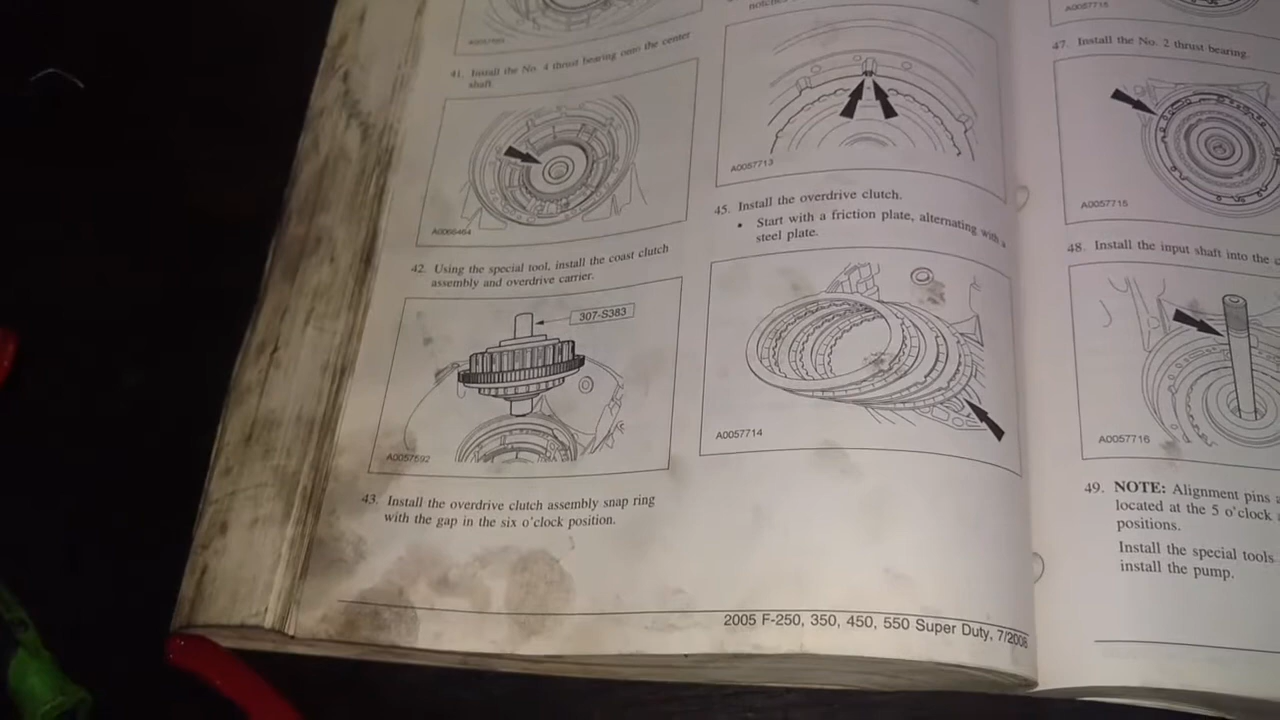 41. Install the No. 4 thrust bearing onto the center
shaft.
A0066464
42. Using the special tool, install the coast clutch
assembly and overdrive carrier.
307-S383
A0057692
43. Install the overdrive clutch assembly snap ring
with the gap in the six o'clock position.
A0057713
45. Install the overdrive clutch.
• Start with a friction plate, alternating with a
steel plate.
A0057714
2005 F-250, 350, 450, 550 Super Duty,
A0057715
47. Install the No. 2 thrust bearing.
A0057715
48. Install the input shaft into the
A0057716
49. NOTE: Alignment pins
located at the 5 o'clock
positions.
Install the special tools
install the pump.